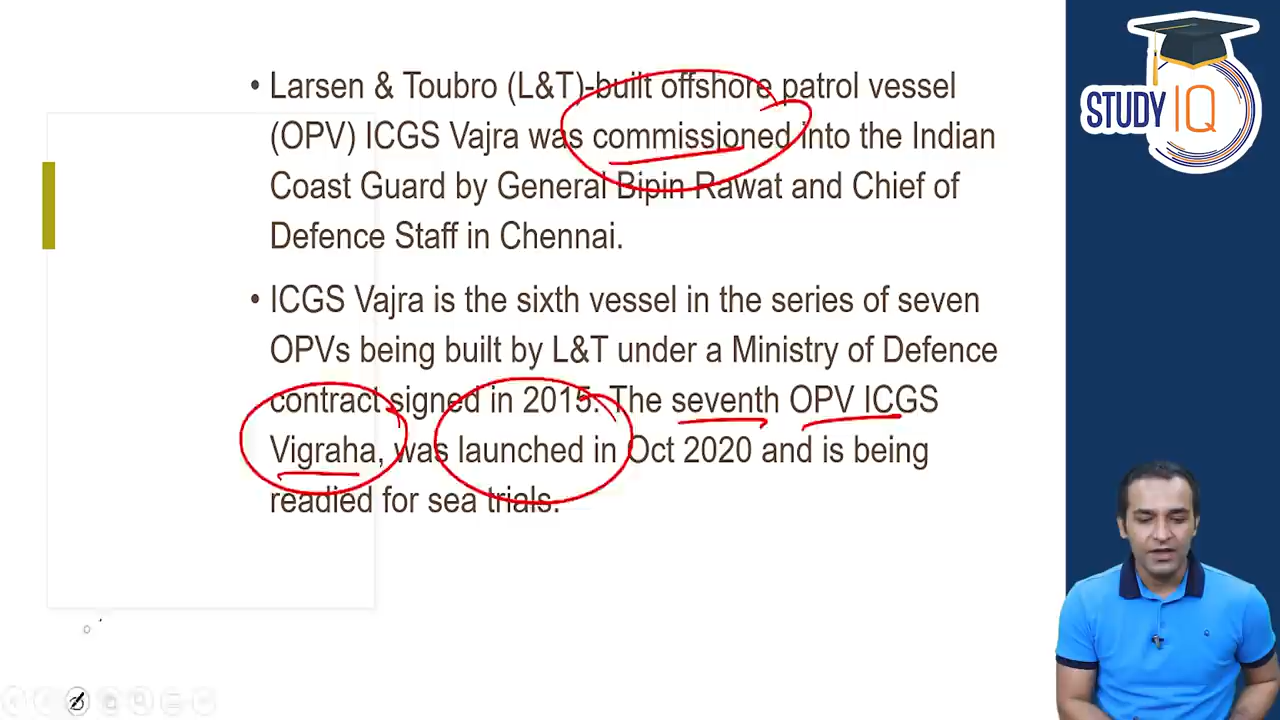 • Larsen & Toubro (L&T)-built offshore patrol vessel
(OPV) ICGS Vajra was commissioned into the Indian
Coast Guard by General Bipin Rawat and Chief of
Defence Staff in Chennai.
• ICGS Vajra is the sixth vessel in the series of seven
OPVs being built by L&T under a Ministry of Defence
contract signed in 2015. The seventh OPV ICGS
Vigraha, was launched in Oct 2020 and is being
readied for sea trials.
STUDY IQ